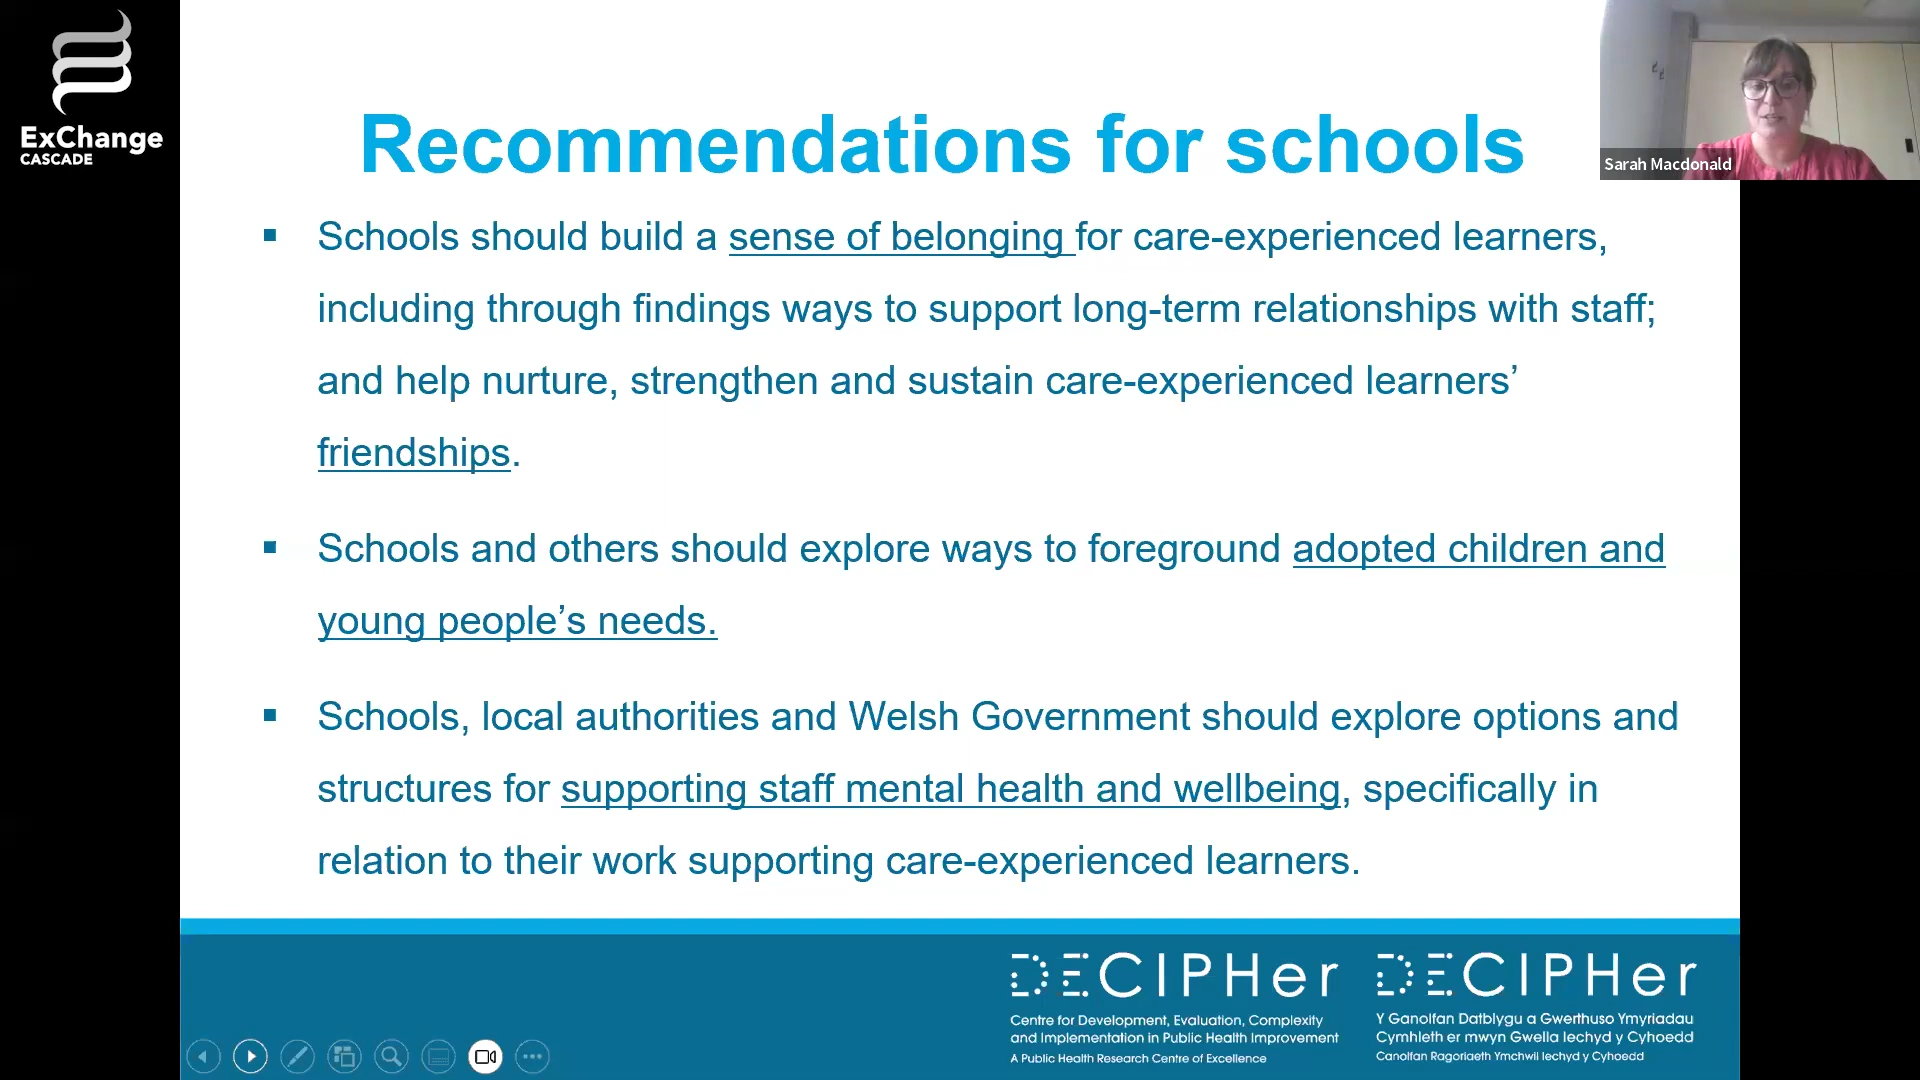 ExChange
CASCADE
Recommendations for schools
Sarah Macdonald
▪ Schools should build a sense of belonging for care-experienced learners,
including through findings ways to support long-term relationships with staff;
and help nurture, strengthen and sustain care-experienced learners’
friendships.
▪ Schools and others should explore ways to foreground adopted children and
young people’s needs.
▪ Schools, local authorities and Welsh Government should explore options and
structures for supporting staff mental health and wellbeing, specifically in
relation to their work supporting care-experienced learners.
DECIPHer
Centre for Development, Evaluation, Complexity
and Implementation in Public Health Improvement
A Public Health Research Centre of Excellence
DECIPHer
Y Ganolfan Datblygu a Gwerthuso Ymyriadau
Cymhleth er mwyn Gwella Iechyd y Cyhoedd
Canolfan Ragoriaeth Ymchwil Iechyd y Cyhoedd